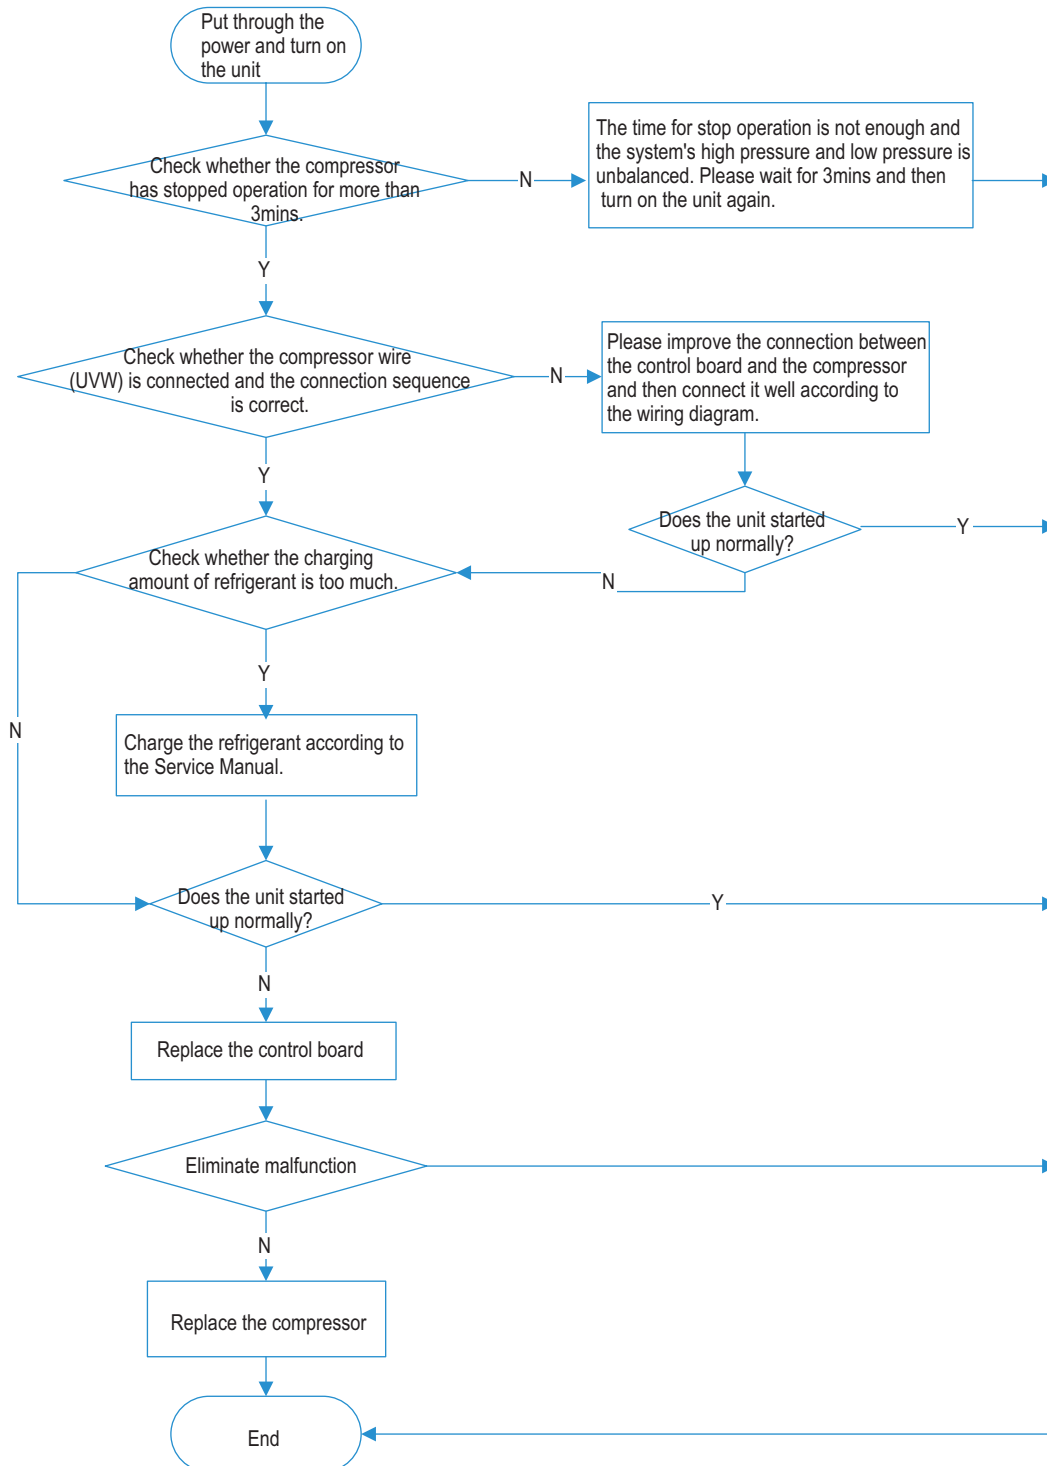 Put through the
power and turn on
the unit
Check whether the compressor
has stopped operation for more than
3mins.
N
The time for stop operation is not enough and
the system's high pressure and low pressure is
unbalanced. Please wait for 3mins and then
turn on the unit again.
Y
Check whether the compressor wire
(UVW) is connected and the connection sequence
is correct.
N
Please improve the connection between
the control board and the compressor
and then connect it well according to
the wiring diagram.
Y
Does the unit started
up normally?
Y
N
Check whether the charging
amount of refrigerant is too much.
Y
N
Charge the refrigerant according to
the Service Manual.
Does the unit started
up normally?
Y
N
Replace the control board
Eliminate malfunction
N
Replace the compressor
End